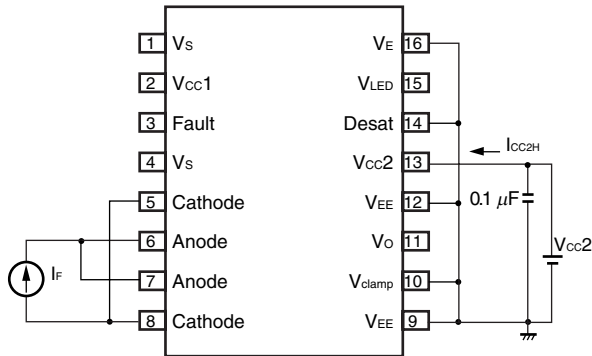 1 Vs VE 16
2 VCC1 VLED 15
3 Fault Desat 14
ICC2H
4 Vs VCC2 13
5 Cathode VEE 12 0.1 μF
6 Anode VO 11 VCC2
IF 7 Anode Vclamp 10
8 Cathode VEE 9